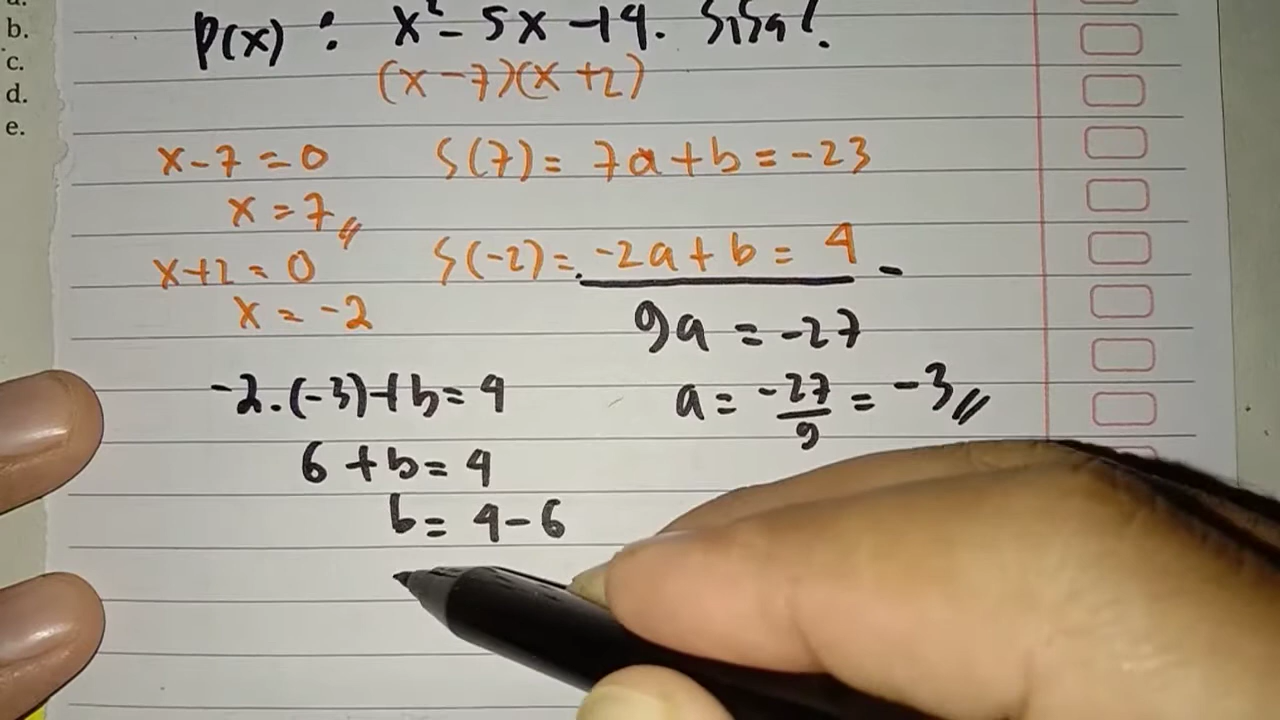 b.
c.
d.
e.
P(x) : x² - 5x - 14. Sisa?
(x - 7)(x + 2)
x - 7 = 0
S(7) = 7a + b = -23
x = 7
x + 2 = 0
S(-2) = -2a + b = 4 -
x = -2
9a = -27
-2.(-3) + b = 4
a = -27/9 = -3
6 + b = 4
b = 4 - 6